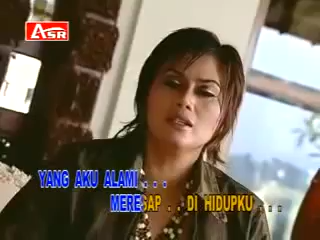 ASR
YANG AKU ALAMI . . .
MERESAP . . DI HIDUPKU . . .